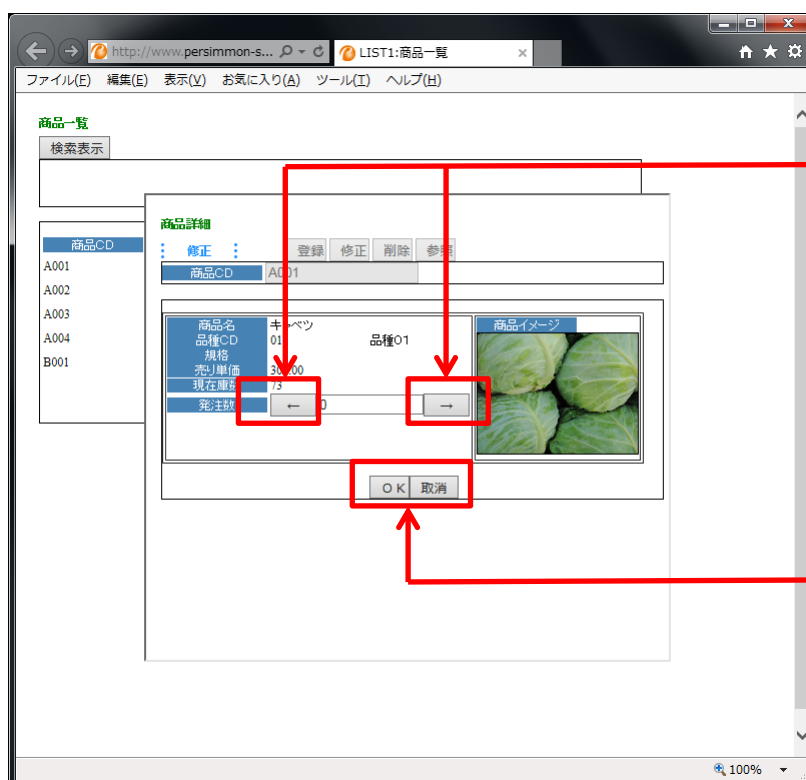 http://www.persimmon-s...
LIST1:商品一覧
ファイル(F) 編集(E) 表示(V) お気に入り(A) ツール(T) ヘルプ(H)
商品一覧
検索表示
商品CD
A001
A002
A003
A004
B001
商品詳細
修正 登録 修正 削除 参照
商品CD A001
商品名 キャベツ
品種CD 01 品種01
規格
売り単価
現在庫数 73
発注数 ← 0 →
商品イメージ
OK 取消
100%